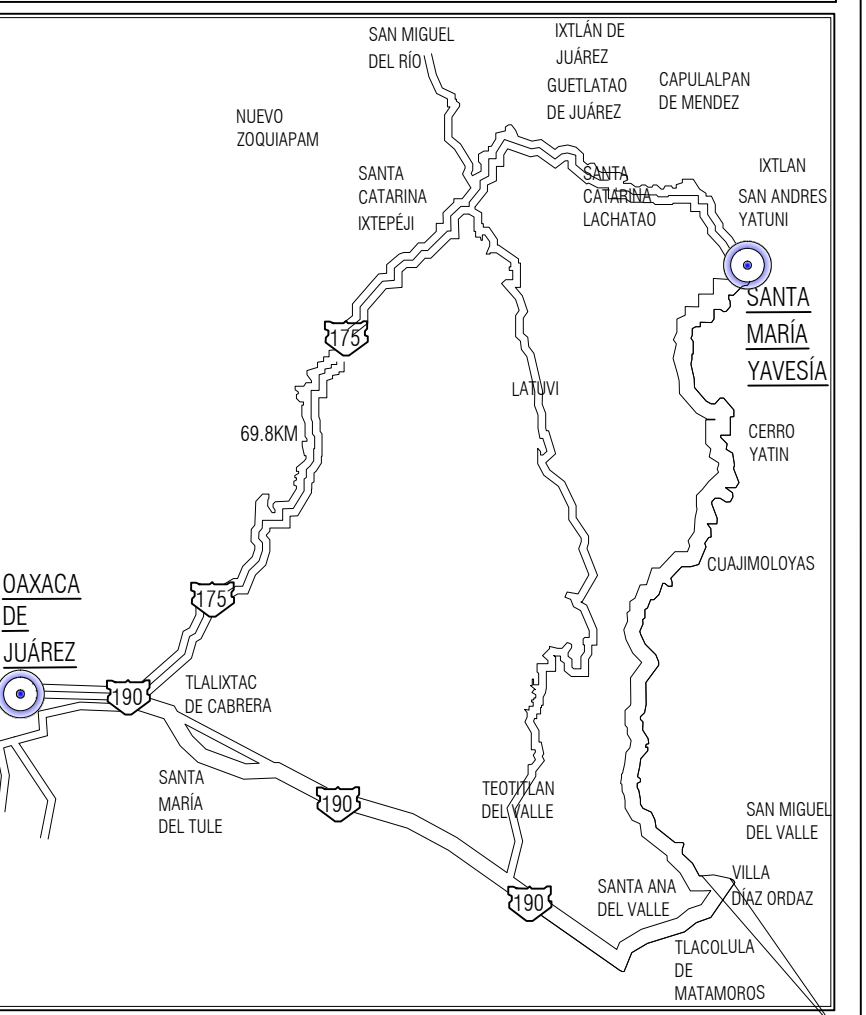 SAN MIGUEL
DEL RÍO
IXTLÁN DE
JUÁREZ
GUETLATAO
DE JUÁREZ
CAPULALPAN
DE MENDEZ
NUEVO
ZOQUIAPAM
SANTA
CATARINA
IXTEPÉJI
SANTA
CATARINA
LACHATAO
IXTLAN
SAN ANDRES
YATUNI
SANTA
MARÍA
YAVESÍA
175
LATUVI
69.8KM
CERRO
YATIN
CUAJIMOLOYAS
OAXACA
DE
JUÁREZ
175
190
TLALIXTAC
DE CABRERA
SANTA
MARÍA
DEL TULE
190
TEOTITLAN
DEL VALLE
SAN MIGUEL
DEL VALLE
190
SANTA ANA
DEL VALLE
VILLA
DÍAZ ORDAZ
TLACOLULA
DE
MATAMOROS